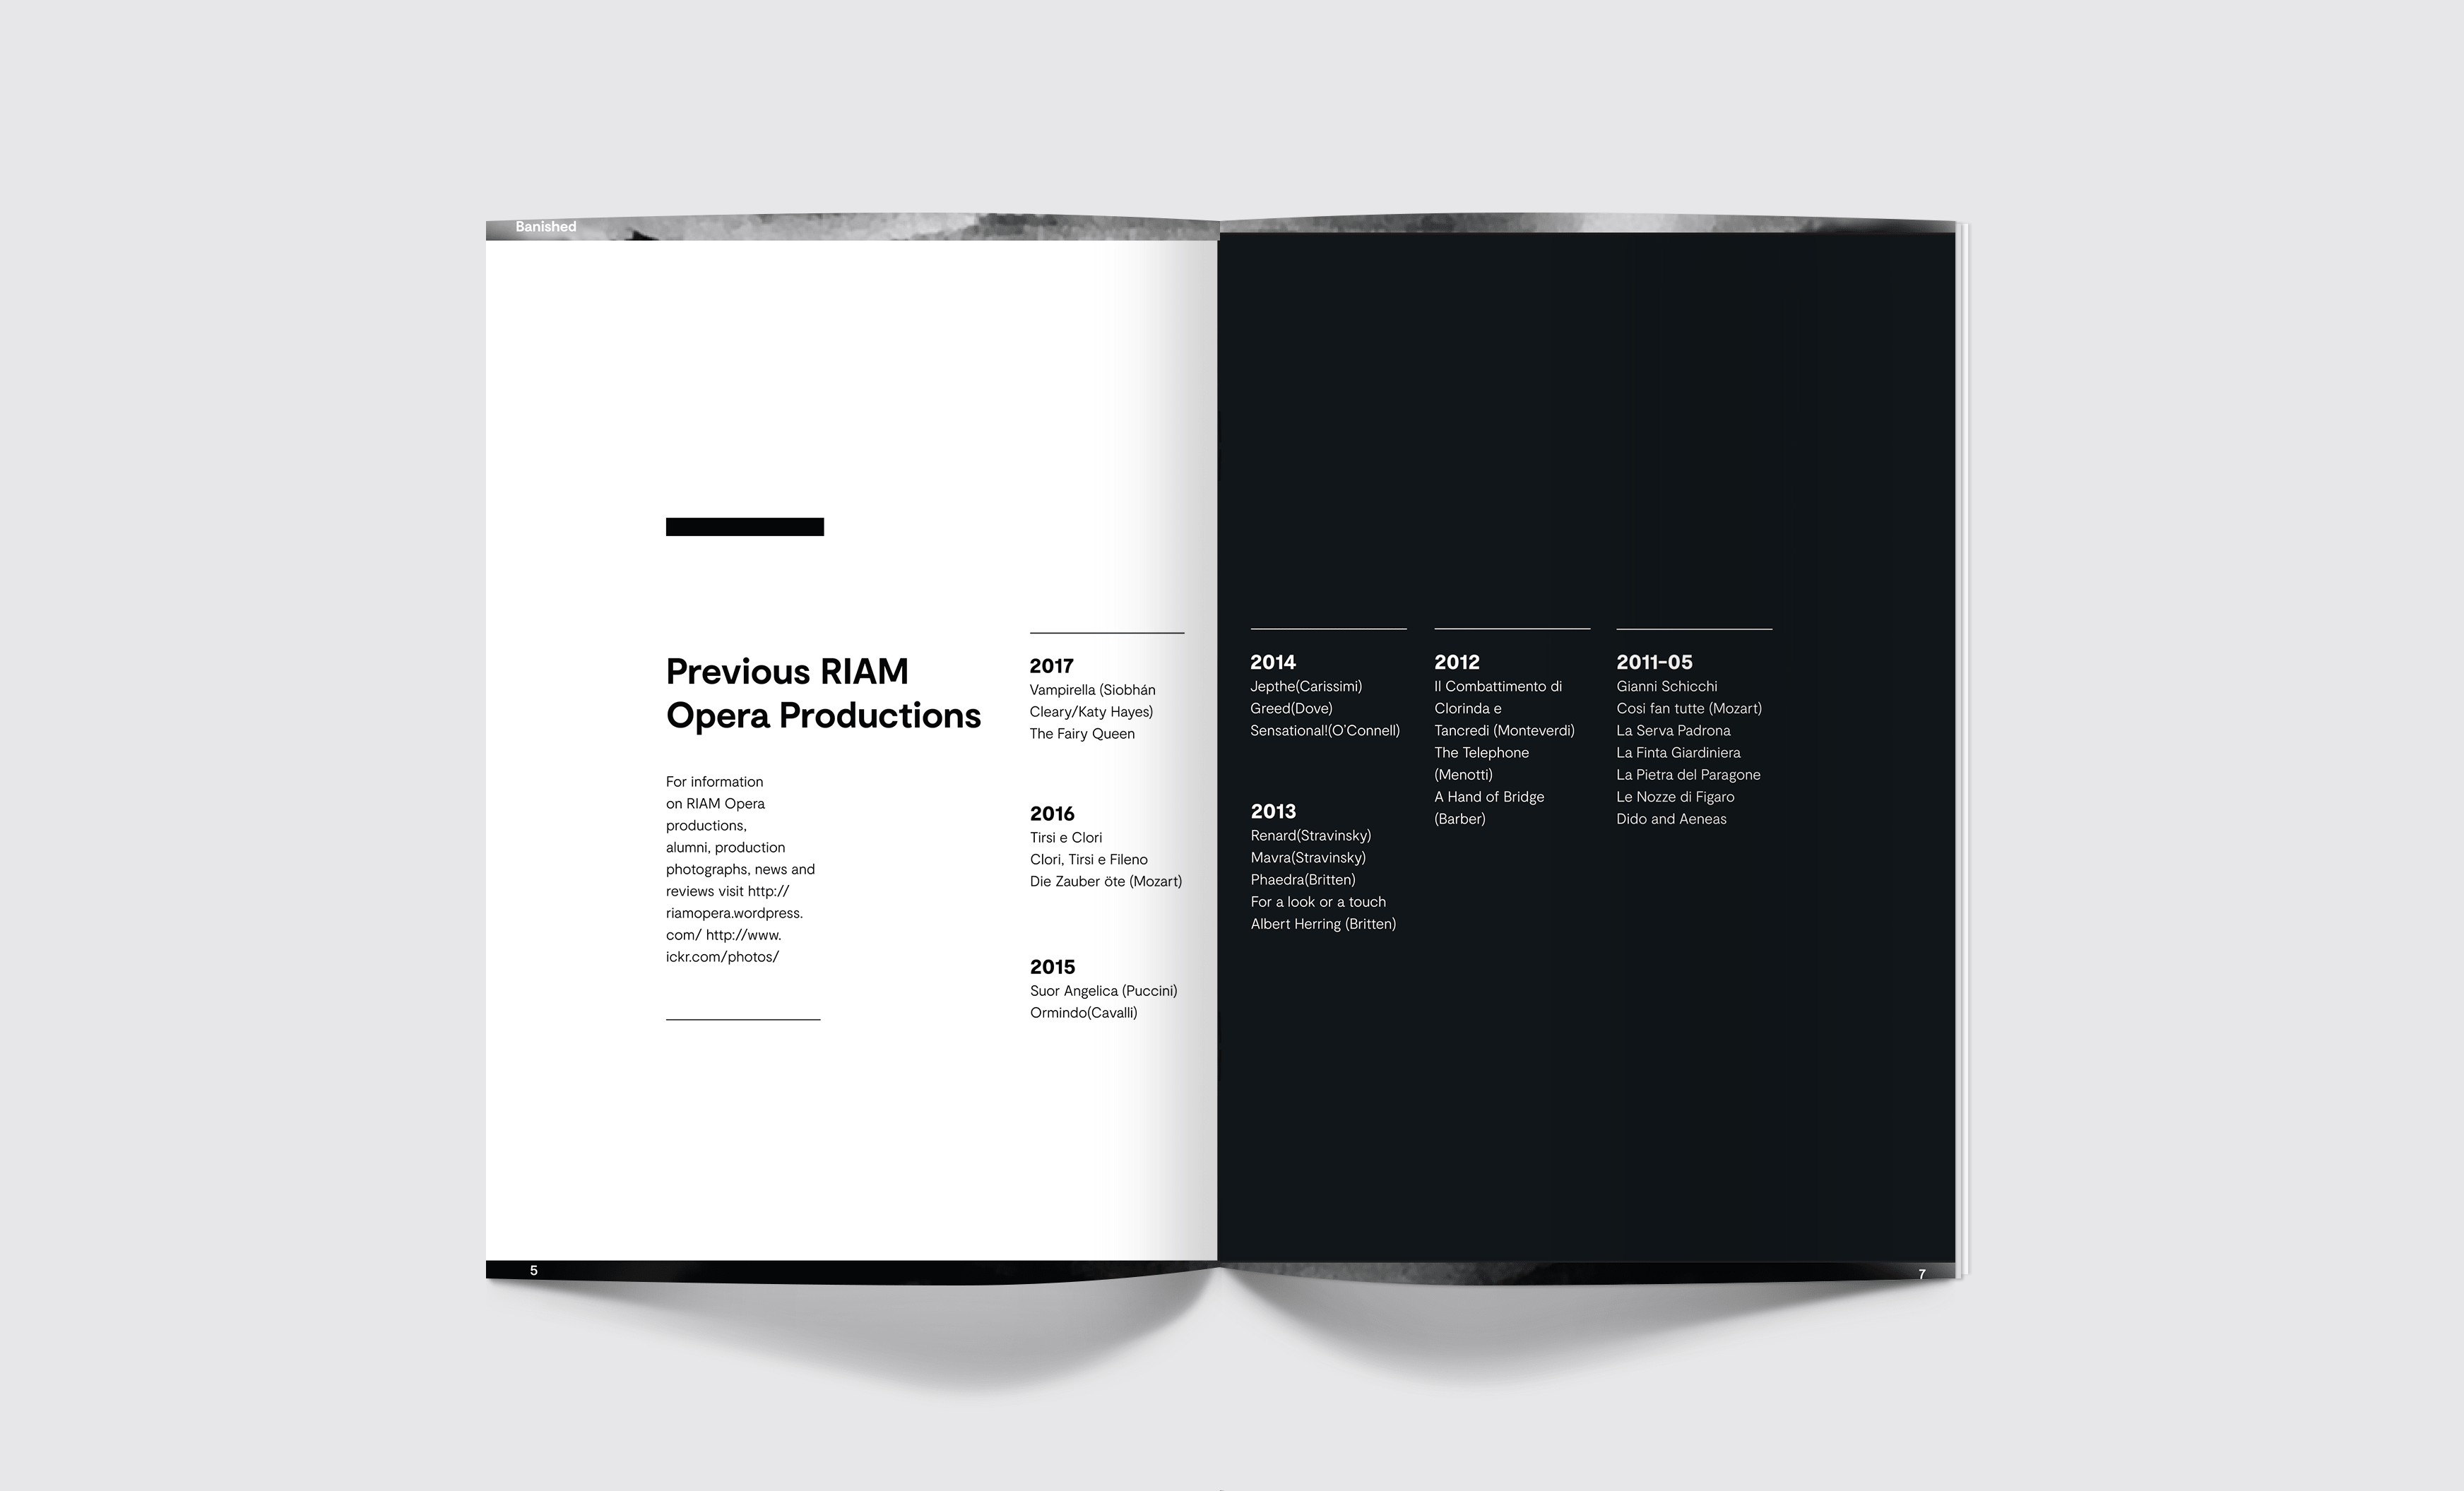 Banished
Previous RIAM
Opera Productions
For information
on RIAM Opera
productions,
alumni, production
photographs, news and
reviews visit http://
riamopera.wordpress.
com/ http://www.
ickr.com/photos/
2017
Vampirella (Siobhán
Cleary/Katy Hayes)
The Fairy Queen
2016
Tirsi e Clori
Clori, Tirsi e Fileno
Die Zauber öte (Mozart)
2015
Suor Angelica (Puccini)
Ormindo(Cavalli)
5
2014
Jepthe(Carissimi)
Greed(Dove)
Sensational!(O'Connell)
2013
Renard(Stravinsky)
Mavra(Stravinsky)
Phaedra(Britten)
For a look or a touch
Albert Herring (Britten)
2012
Il Combattimento di
Clorinda e
Tancredi (Monteverdi)
The Telephone
(Menotti)
A Hand of Bridge
(Barber)
2011-05
Gianni Schicchi
Cosi fan tutte (Mozart)
La Serva Padrona
La Finta Giardiniera
La Pietra del Paragone
Le Nozze di Figaro
Dido and Aeneas
7